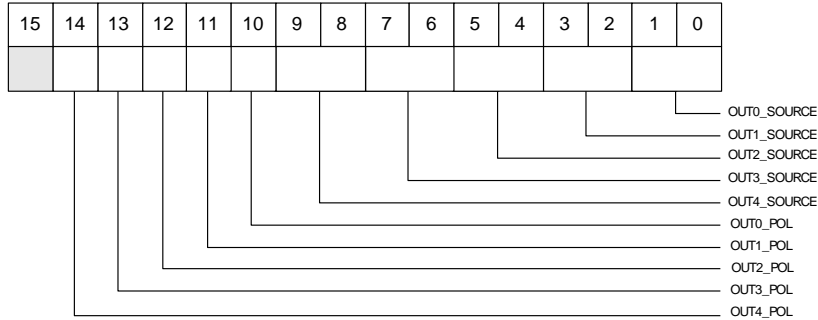 15 14 13 12 11 10 9 8 7 6 5 4 3 2 1 0
OUT0_SOURCE
OUT1_SOURCE
OUT2_SOURCE
OUT3_SOURCE
OUT4_SOURCE
OUT0_POL
OUT1_POL
OUT2_POL
OUT3_POL
OUT4_POL